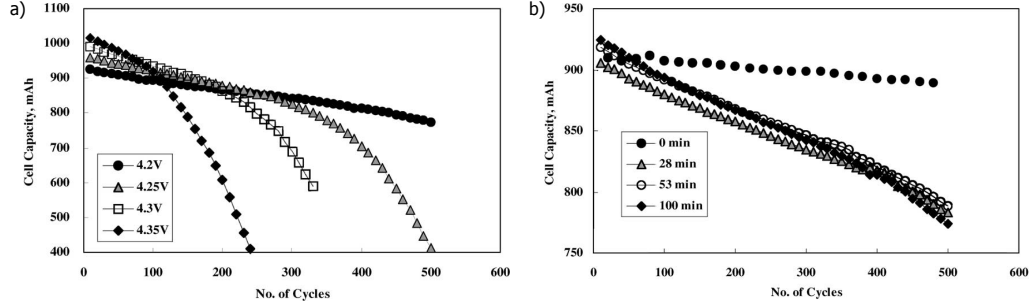 a)
1100
1000
900
800
700
600
500
400
Cell Capacity, mAh
4.2V
4.25V
4.3V
4.35V
0 100 200 300 400 500 600
No. of Cycles
b)
950
900
850
800
750
Cell Capacity, mAh
0 min
28 min
53 min
100 min
0 100 200 300 400 500 600
No. of Cycles